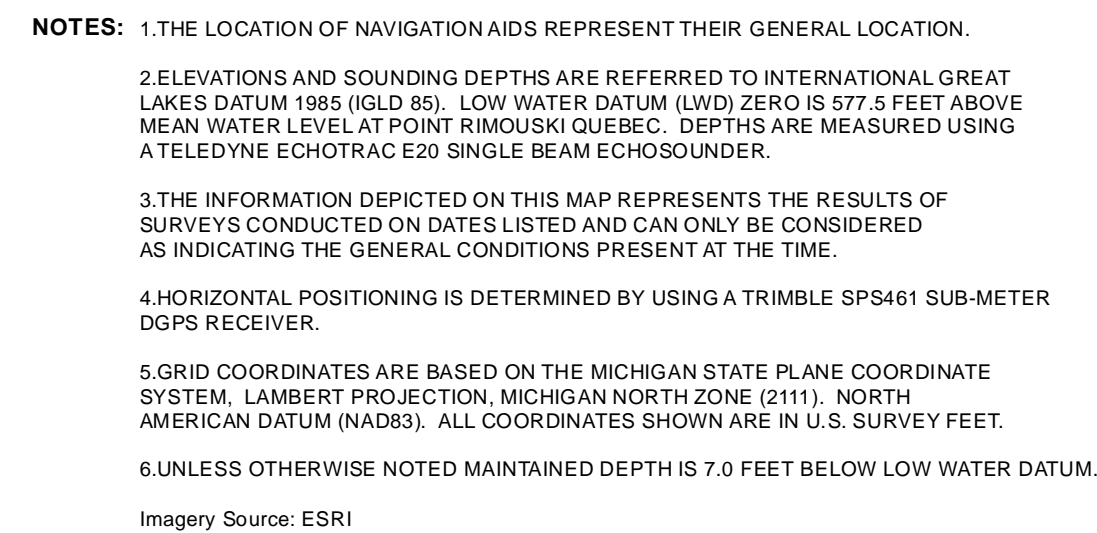 NOTES: 1.THE LOCATION OF NAVIGATION AIDS REPRESENT THEIR GENERAL LOCATION.
2.ELEVATIONS AND SOUNDING DEPTHS ARE REFERRED TO INTERNATIONAL GREAT
LAKES DATUM 1985 (IGLD 85). LOW WATER DATUM (LWD) ZERO IS 577.5 FEET ABOVE
MEAN WATER LEVEL AT POINT RIMOUSKI QUEBEC. DEPTHS ARE MEASURED USING
A TELEDYNE ECHOTRAC E20 SINGLE BEAM ECHOSOUNDER.
3.THE INFORMATION DEPICTED ON THIS MAP REPRESENTS THE RESULTS OF
SURVEYS CONDUCTED ON DATES LISTED AND CAN ONLY BE CONSIDERED
AS INDICATING THE GENERAL CONDITIONS PRESENT AT THE TIME.
4.HORIZONTAL POSITIONING IS DETERMINED BY USING A TRIMBLE SPS461 SUB-METER
DGPS RECEIVER.
5.GRID COORDINATES ARE BASED ON THE MICHIGAN STATE PLANE COORDINATE
SYSTEM, LAMBERT PROJECTION, MICHIGAN NORTH ZONE (2111). NORTH
AMERICAN DATUM (NAD83). ALL COORDINATES SHOWN ARE IN U.S. SURVEY FEET.
6.UNLESS OTHERWISE NOTED MAINTAINED DEPTH IS 7.0 FEET BELOW LOW WATER DATUM.
Imagery Source: ESRI